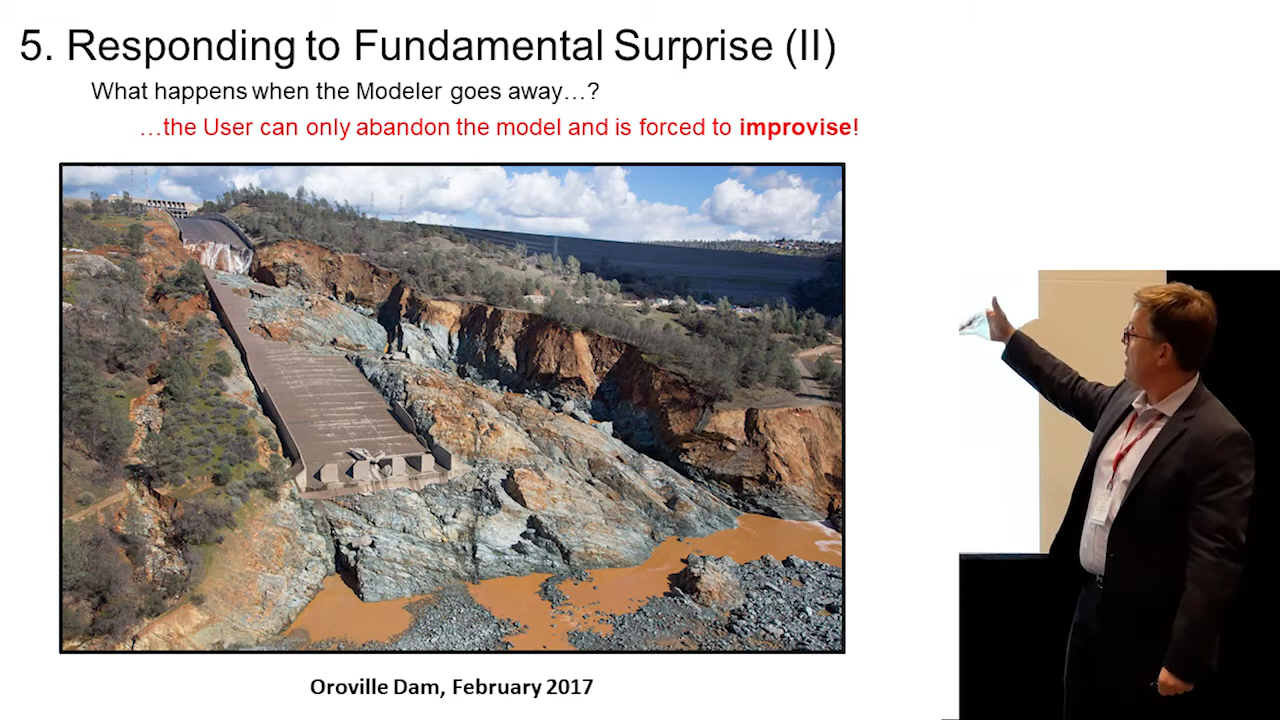 5. Responding to Fundamental Surprise (II)
What happens when the Modeler goes away…?
…the User can only abandon the model and is forced to improvise!
Oroville Dam, February 2017